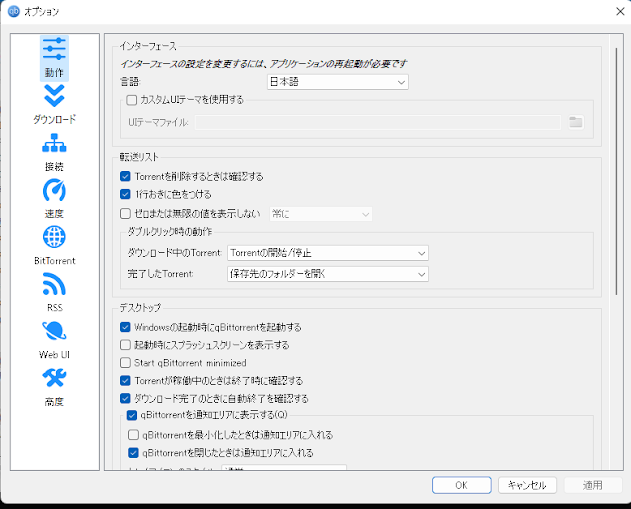 オプション
動作
ダウンロード
接続
速度
BitTorrent
RSS
Web UI
高度
インターフェース
インターフェースの設定を変更するには、アプリケーションの再起動が必要です
言語:
日本語
カスタムUIテーマを使用する
UIテーマファイル:
転送リスト
Torrentを削除するときは確認する
1行おきに色をつける
ゼロまたは無限の値を表示しない
常に
ダブルクリック時の動作
ダウンロード中のTorrent:
Torrentの開始/停止
完了したTorrent:
保存先のフォルダーを開く
デスクトップ
Windowsの起動時にqBittorrentを起動する
起動時にスプラッシュスクリーンを表示する
Start qBittorrent minimized
Torrentが稼働中のときは終了時に確認する
ダウンロード完了のときに自動終了を確認する
qBittorrentを通知エリアに表示する(Q)
qBittorrentを最小化したときは通知エリアに入れる
qBittorrentを閉じたときは通知エリアに入れる
OK
キャンセル
適用